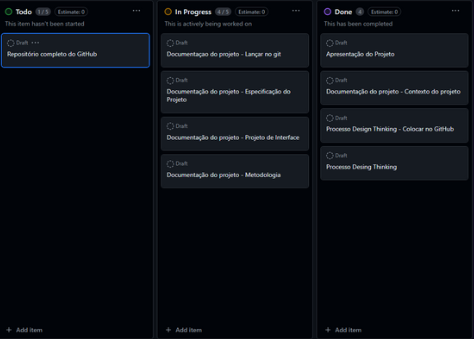 Todo 1 / 5 Estimate: 0
This item hasn't been started
Draft
Repositório completo do GitHub
+ Add item
In Progress 4 / 5 Estimate: 0
This is actively being worked on
Draft
Documentaçao do projeto - Lançar no git
Draft
Documentação do projeto - Especificação do
Projeto
Draft
Documentação do projeto - Projeto de Interface
Draft
Documentação do projeto - Metodologia
+ Add item
Done 4 Estimate: 0
This has been completed
Draft
Apresentação do Projeto
Draft
Documentação do projeto - Contexto do projeto
Draft
Processo Design Thinking - Colocar no GitHub
Draft
Processo Desing Thinking
+ Add item